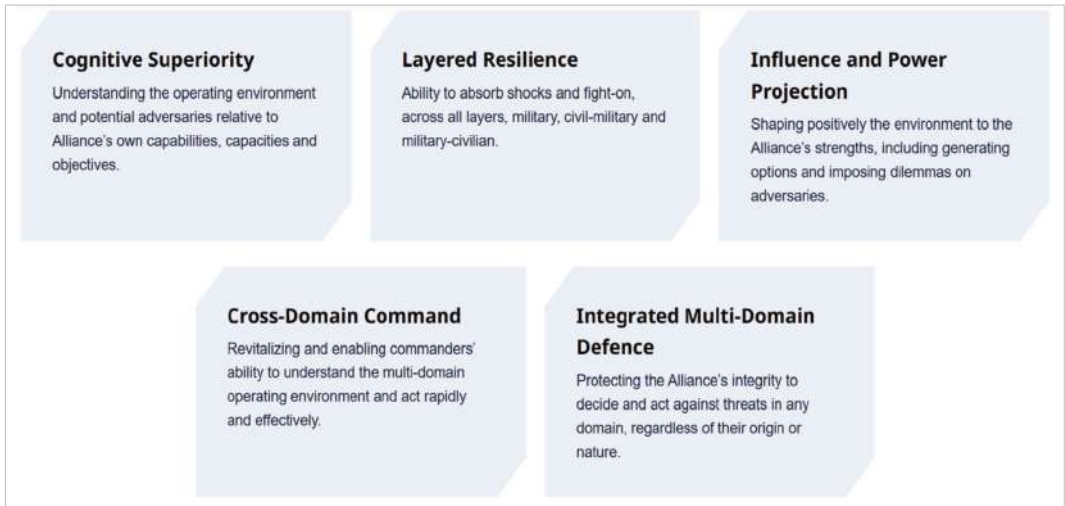 Cognitive Superiority
Understanding the operating environment
and potential adversaries relative to
Alliance's own capabilities, capacities and
objectives.
Layered Resilience
Ability to absorb shocks and fight-on,
across all layers, military, civil-military and
military-civilian.
Influence and Power
Projection
Shaping positively the environment to the
Alliance's strengths, including generating
options and imposing dilemmas on
adversaries.
Cross-Domain Command
Revitalizing and enabling commanders'
ability to understand the multi-domain
operating environment and act rapidly
and effectively.
Integrated Multi-Domain
Defence
Protecting the Alliance's integrity to
decide and act against threats in any
domain, regardless of their origin or
nature.